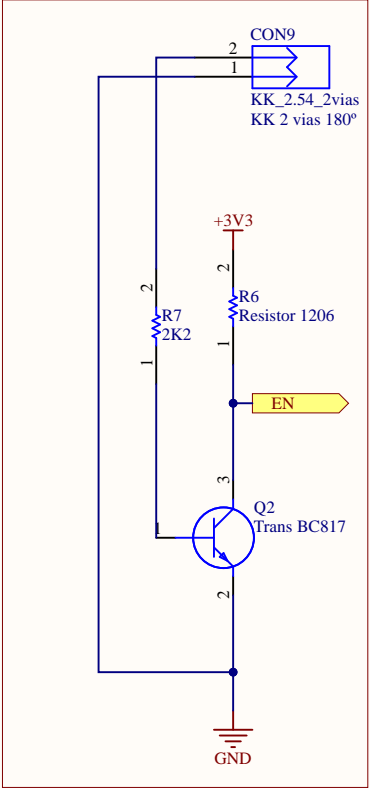 CON9
2
1
KK_2.54_2vias
KK 2 vias 180º
+3V3
2
R6
Resistor 1206
1
2
R7
2K2
1
EN
3
Q2
Trans BC817
1
2
GND